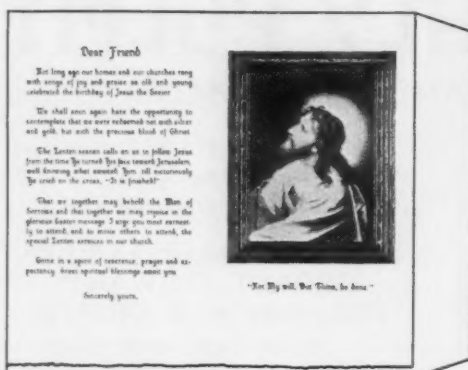 Dear Friend
Not long ago our homes and our churches rang
with songs of joy and praise as old and young
celebrated the birthday of Jesus the Savior.
We shall soon again have the opportunity to
contemplate that we were redeemed not with silver
and gold, but with the precious blood of Christ.
The Lenten season calls on us to follow Jesus
from the time He turned His face toward Jerusalem,
well knowing what awaited Him, till victoriously
He cried on the cross, "It is finished!"
That we together may behold the Man of
Sorrows and that together we may rejoice in the
glorious Easter message, I urge you most earnest-
ly to attend, and to invite others to attend, the
special Lenten services in our church.
Come in a spirit of reverence, prayer and ex-
pectancy. Great spiritual blessings await you.
Sincerely yours,
"Not My will, But Thine, be done."